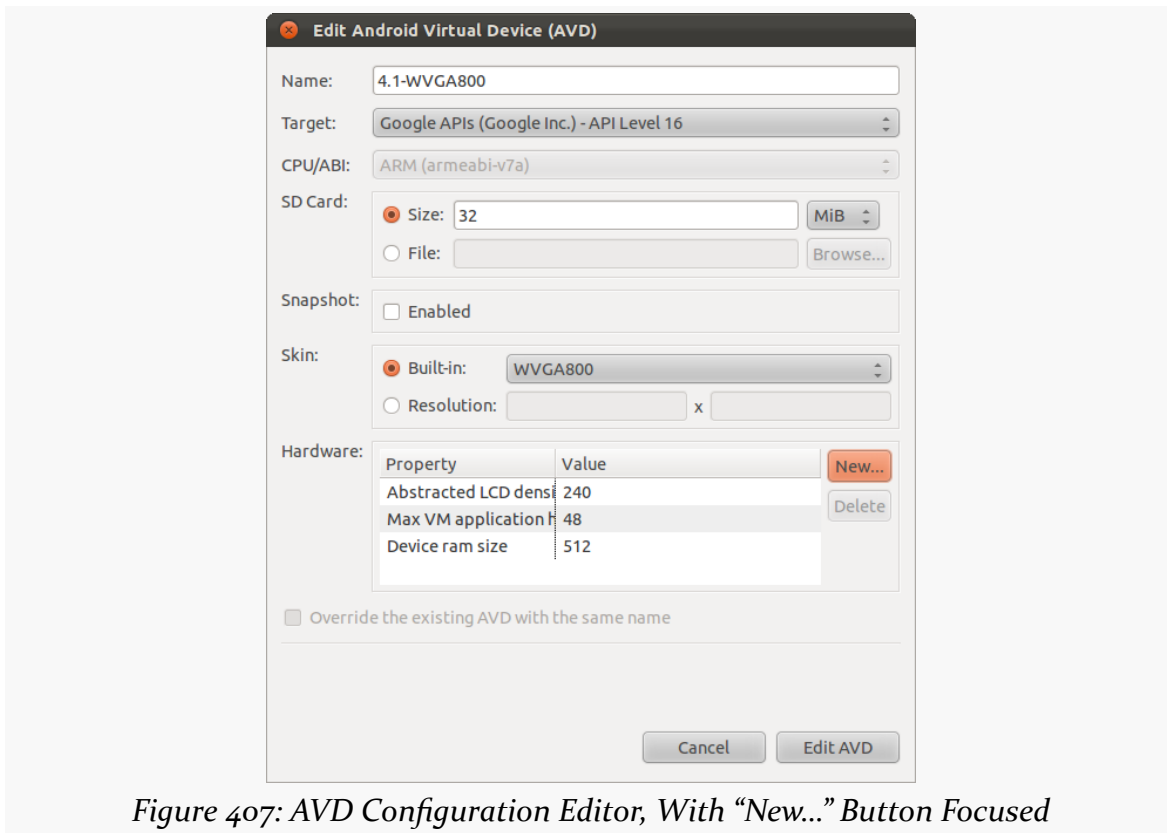 Edit Android Virtual Device (AVD)
Name: 4.1-WVGA800
Target: Google APIs (Google Inc.) - API Level 16
CPU/ABI: ARM (armeabi-v7a)
SD Card:
Size: 32 MiB
File: Browse...
Snapshot: Enabled
Skin:
Built-in: WVGA800
Resolution: x
Hardware:
Property Value New...
Abstracted LCD densi 240
Delete
Max VM application h 48
Device ram size 512
Override the existing AVD with the same name
Cancel Edit AVD
Figure 407: AVD Configuration Editor, With “New...” Button Focused